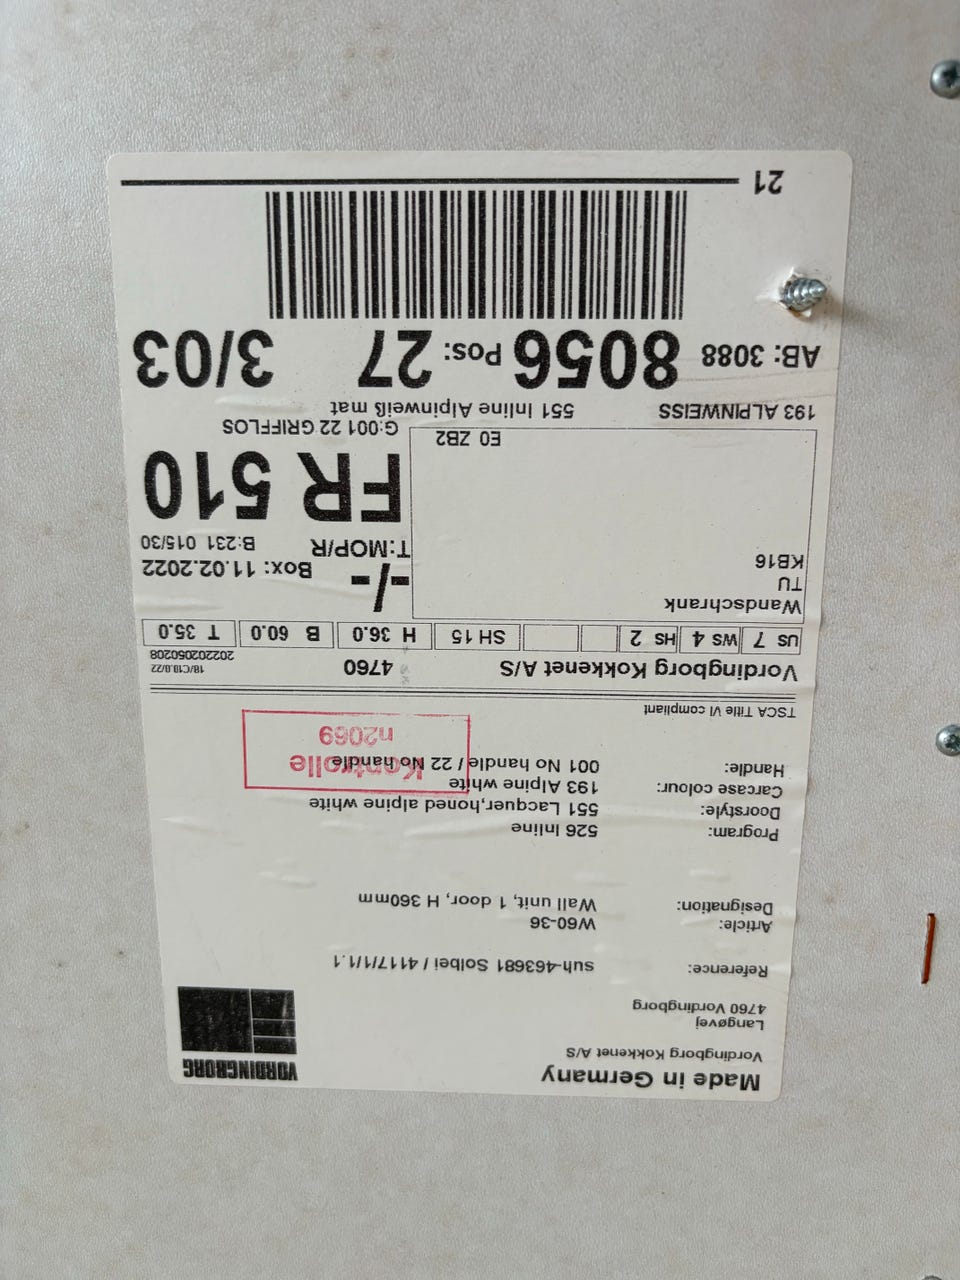 Made in Germany
VORDINGBORG
Vordingborg Kokkenet A/S
Langøvej
4760 Vordingborg
Reference: suh-463681 Solbei / 4117/1/1.1
Article: W60-36
Designation: Wall unit, 1 door, H 360mm
Program: 526 Inline
Doorstyle: 551 Lacquer,honed alpine white
Carcase colour: 193 Alpine white
Handle: 001 No handle / 22 No handle
Kontrolle
n2069
TSCA Title VI compliant
Vordingborg Kokkenet A/S 4760 18/C18.8/22
202202050208
US 7 WS 4 HS 2 SH 15 H 36.0 B 60.0 T 35.0
Wandschrank
TU
KB16
E0 ZB2
-/- Box: 11.02.2022
T:MOP/R B:231 015/30
FR 510
G:001 22 GRIFFLOS
193 ALPINWEISS 551 Inline Alpinweiß mat
AB: 3088 8056 Pos: 27 3/03
21